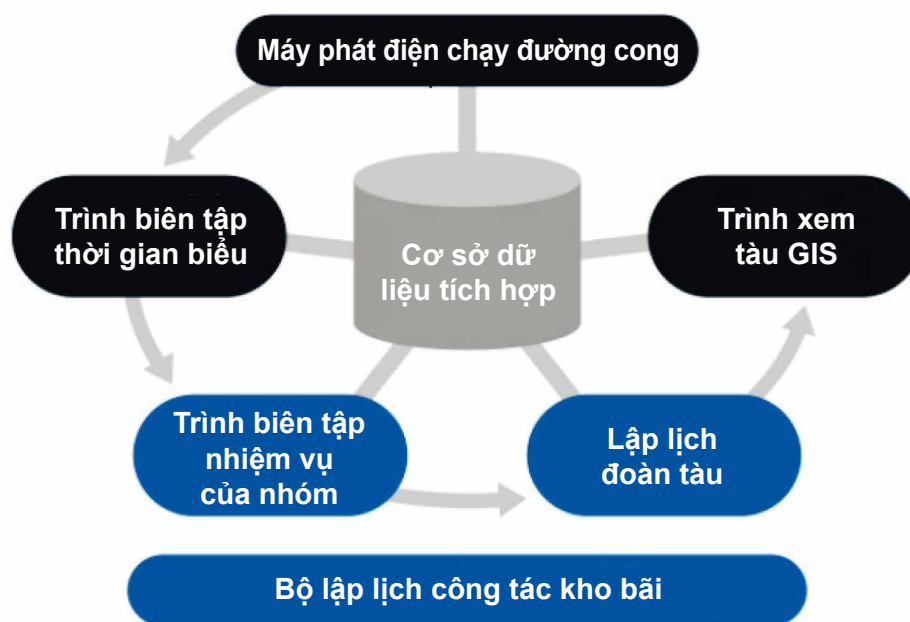 Máy phát điện chạy đường cong
Trình biên tập
thời gian biểu
Cơ sở dữ
liệu tích hợp
Trình xem
tàu GIS
Trình biên tập
nhiệm vụ
của nhóm
Lập lịch
đoàn tàu
Bộ lập lịch công tác kho bãi